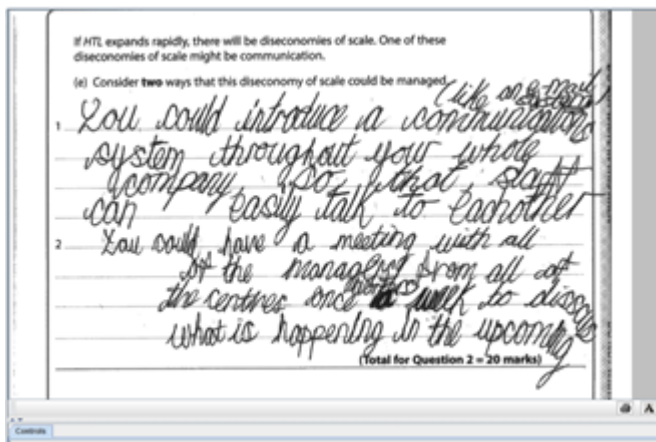 If HTL expands rapidly, there will be diseconomies of scale. One of these
diseconomies of scale might be communication.
(e) Consider two ways that this diseconomy of scale could be managed.
(like an e-mail
system)
1 You could introduce a communications
system throughout your whole
company so that staff
can easily talk to eachother
2 You could have a meeting with all
of the managers from all of
the centres once week to
what is happening in the upcoming
(Total for Question 2 = 20 marks)
A
Controls